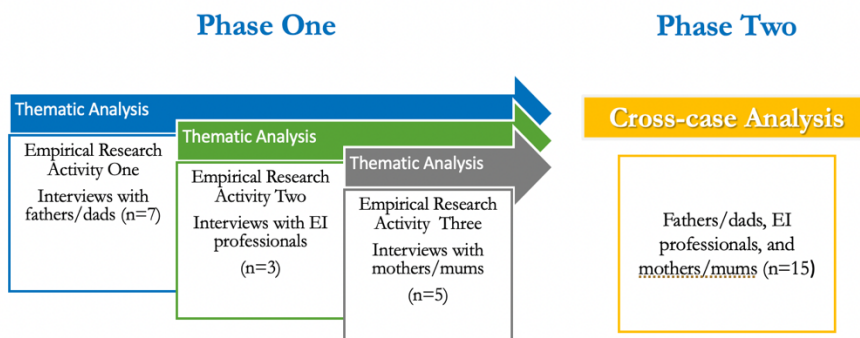 Phase One
Phase Two
Thematic Analysis
Empirical Research
Activity One
Interviews with
fathers/dads (n=7)
Thematic Analysis
Empirical Research
Activity Two
Interviews with EI
professionals
(n=3)
Thematic Analysis
Empirical Research
Activity Three
Interviews with
mothers/mums
(n=5)
Cross-case Analysis
Fathers/dads, EI
professionals, and
mothers/mums (n=15)